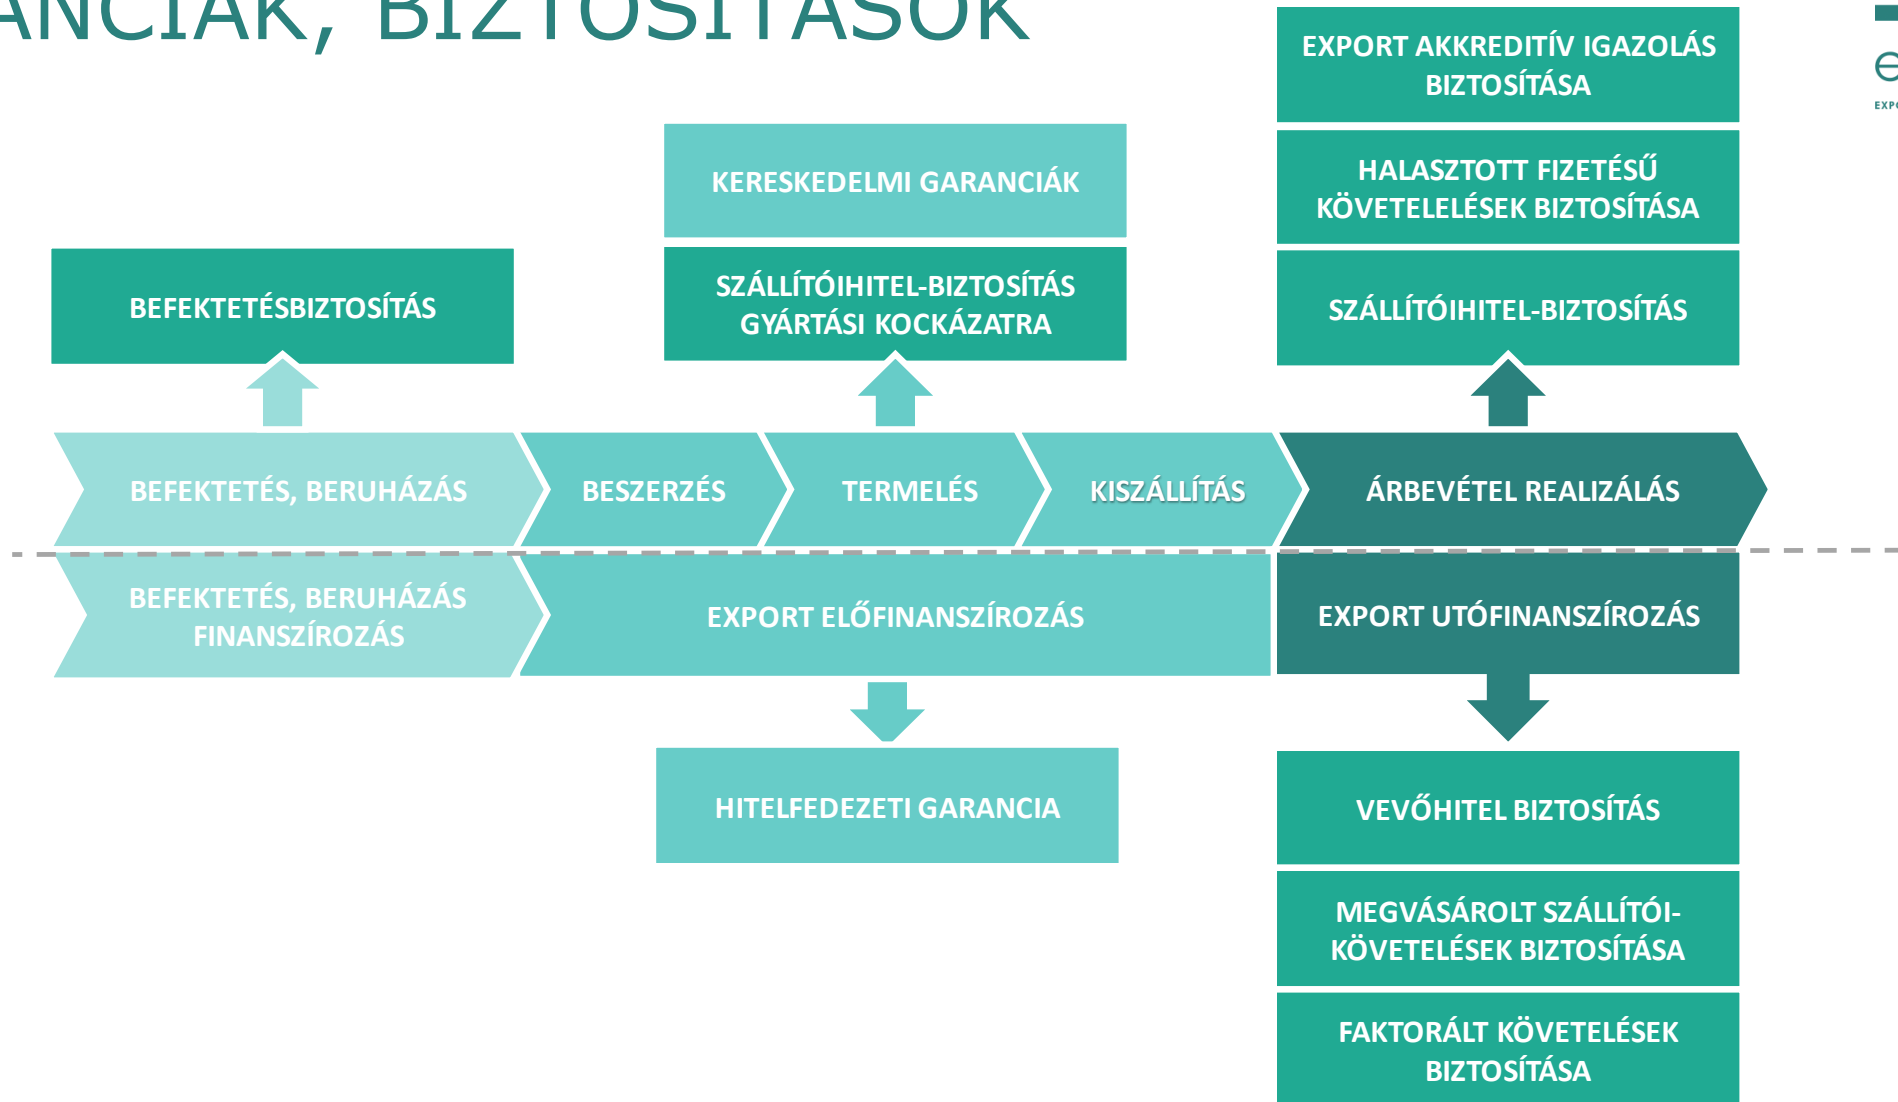 ANCIÁK, BIZTOSÍTÁSOK
EXPORT AKKREDITÍV IGAZOLÁS
BIZTOSÍTÁSA
HALASZTOTT FIZETÉSŰ
KÖVETELELÉSEK BIZTOSÍTÁSA
SZÁLLÍTÓIHITEL-BIZTOSÍTÁS
KERESKEDELMI GARANCIÁK
SZÁLLÍTÓIHITEL-BIZTOSÍTÁS
GYÁRTÁSI KOCKÁZATRA
BEFEKTETÉSBIZTOSÍTÁS
BEFEKTETÉS, BERUHÁZÁS
BESZERZÉS
TERMELÉS
KISZÁLLÍTÁS
ÁRBEVÉTEL REALIZÁLÁS
BEFEKTETÉS, BERUHÁZÁS
FINANSZÍROZÁS
EXPORT ELŐFINANSZÍROZÁS
EXPORT UTÓFINANSZÍROZÁS
HITELFEDEZETI GARANCIA
VEVŐHITEL BIZTOSÍTÁS
MEGVÁSÁROLT SZÁLLÍTÓI-
KÖVETELÉSEK BIZTOSÍTÁSA
FAKTORÁLT KÖVETELÉSEK
BIZTOSÍTÁSA